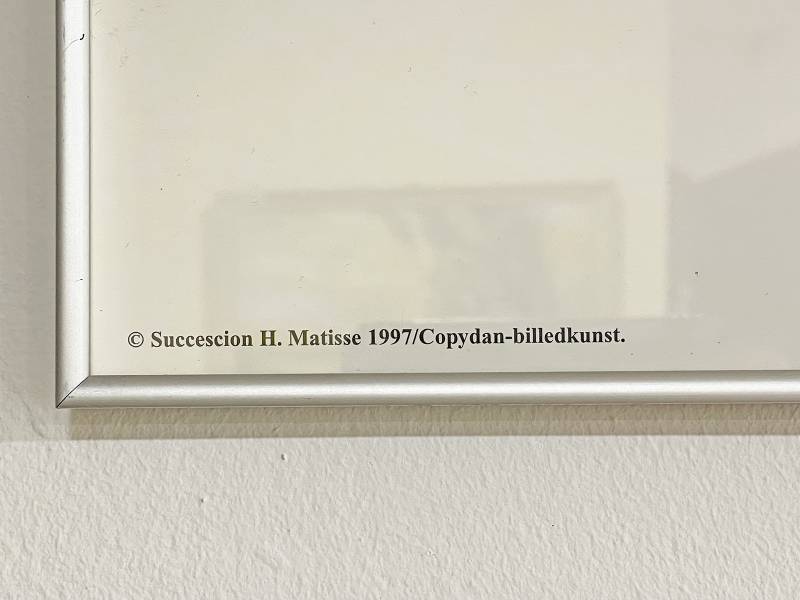 © Succescion H. Matisse 1997/Copydan-billedkunst.